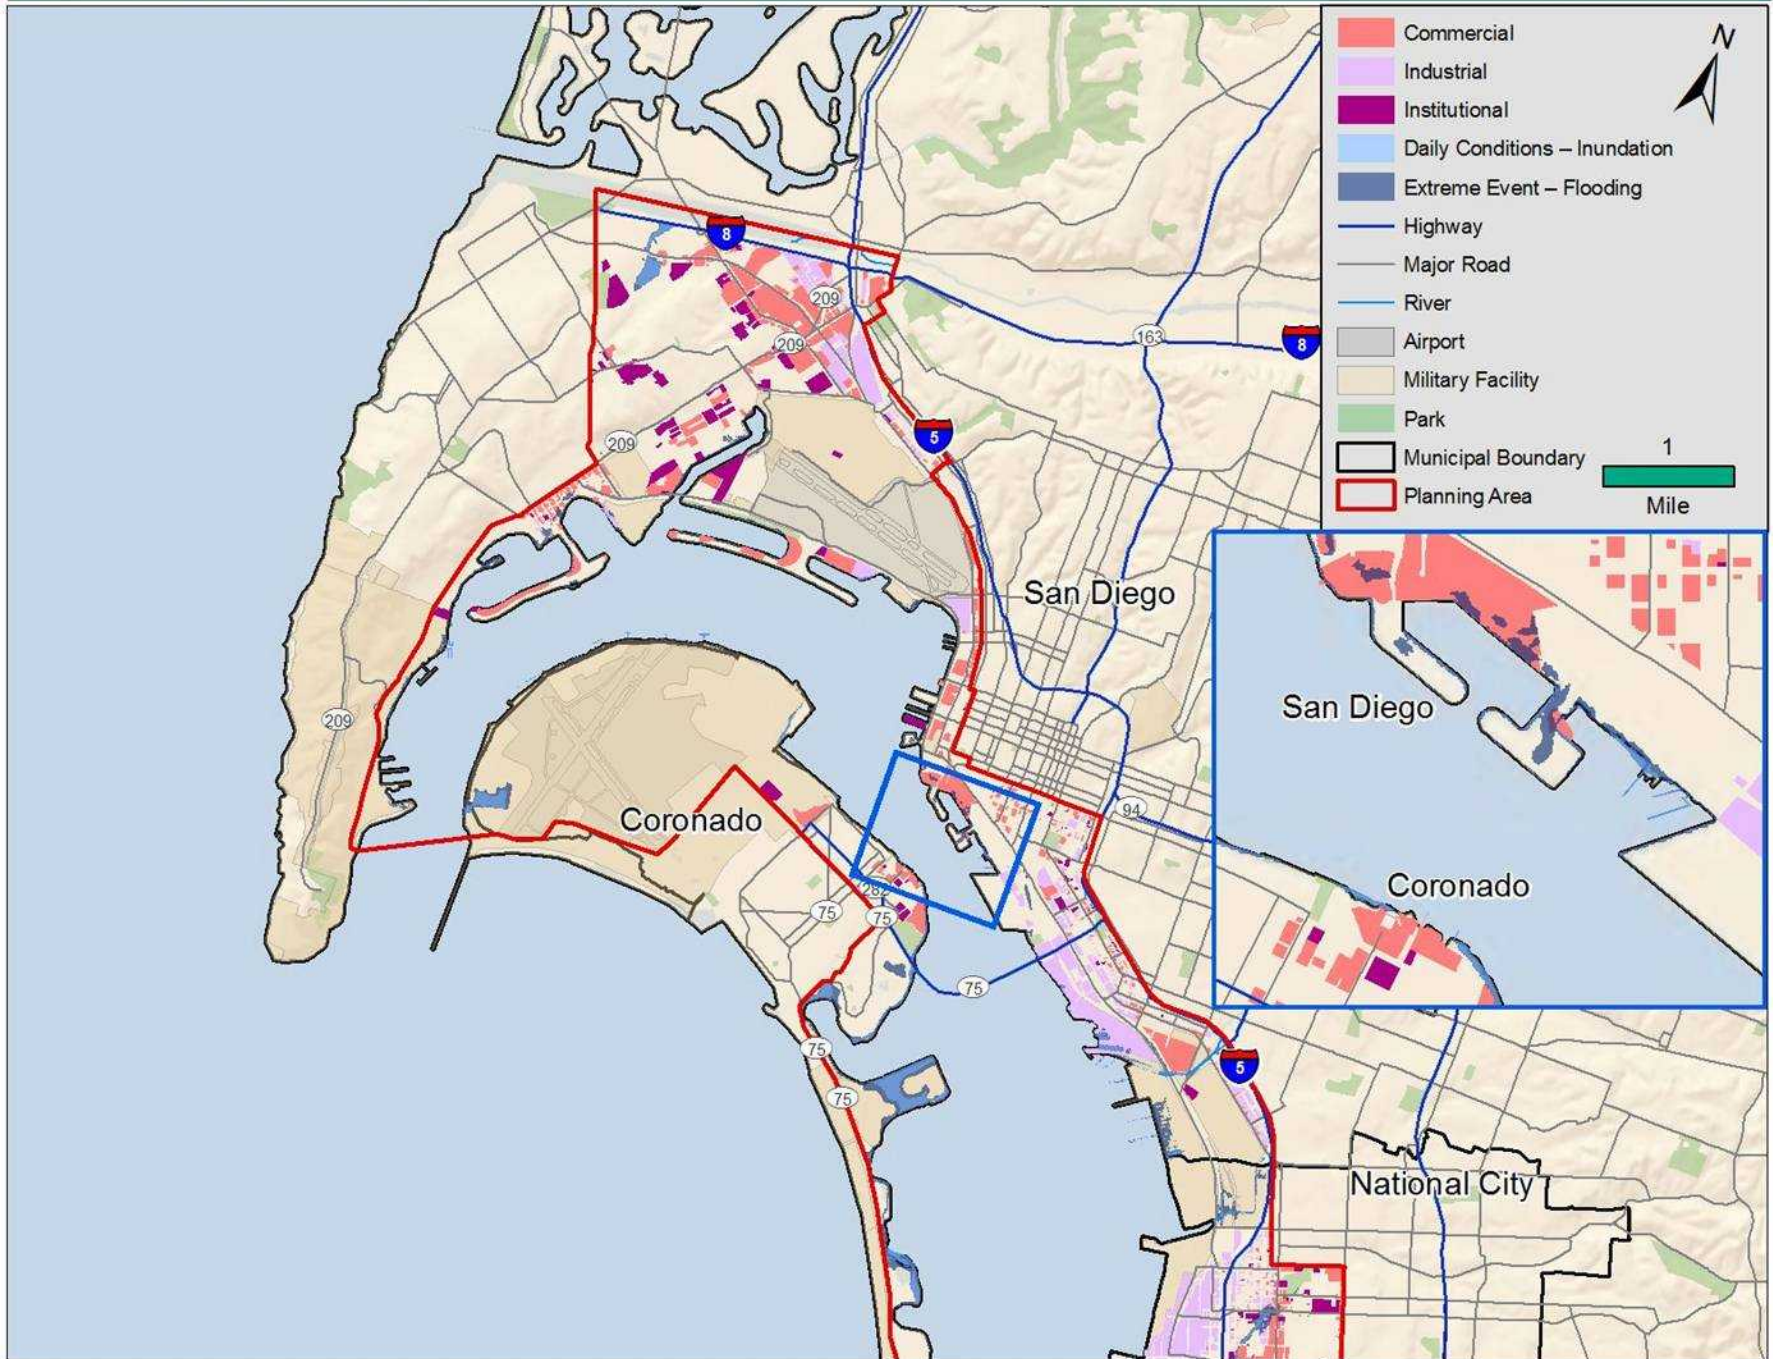 Commercial
Industrial
Institutional
Daily Conditions – Inundation
Extreme Event – Flooding
Highway
Major Road
River
Airport
Military Facility
Park
Municipal Boundary
Planning Area
N
1
Mile
8
209
209
163
8
5
209
San Diego
209
Coronado
94
282
75
75
75
75
75
5
National City
San Diego
Coronado